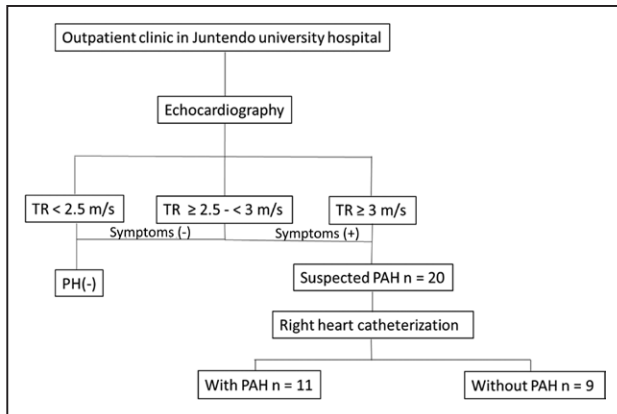 Outpatient clinic in Juntendo university hospital
Echocardiography
TR < 2.5 m/s
TR ≥ 2.5 - < 3 m/s
TR ≥ 3 m/s
Symptoms (-)
Symptoms (+)
PH(-)
Suspected PAH n = 20
Right heart catheterization
With PAH n = 11
Without PAH n = 9